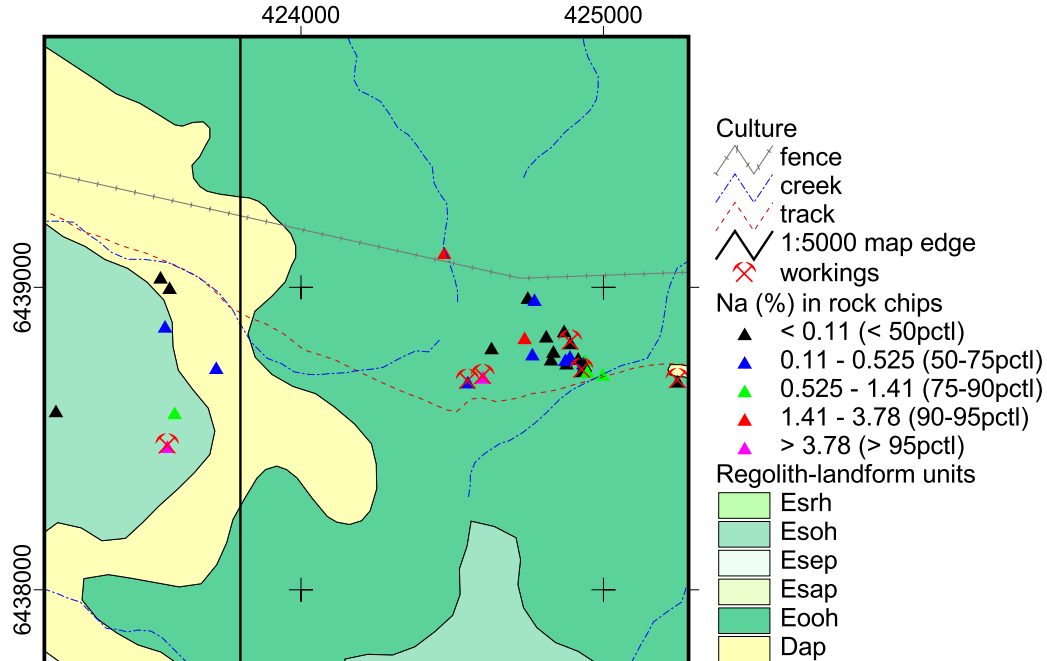 424000
425000
6439000
6438000
Culture
fence
creek
track
1:5000 map edge
workings
Na (%) in rock chips
< 0.11 (< 50pctl)
0.11 - 0.525 (50-75pctl)
0.525 - 1.41 (75-90pctl)
1.41 - 3.78 (90-95pctl)
> 3.78 (> 95pctl)
Regolith-landform units
Esrh
Esoh
Esep
Esap
Eooh
Dap